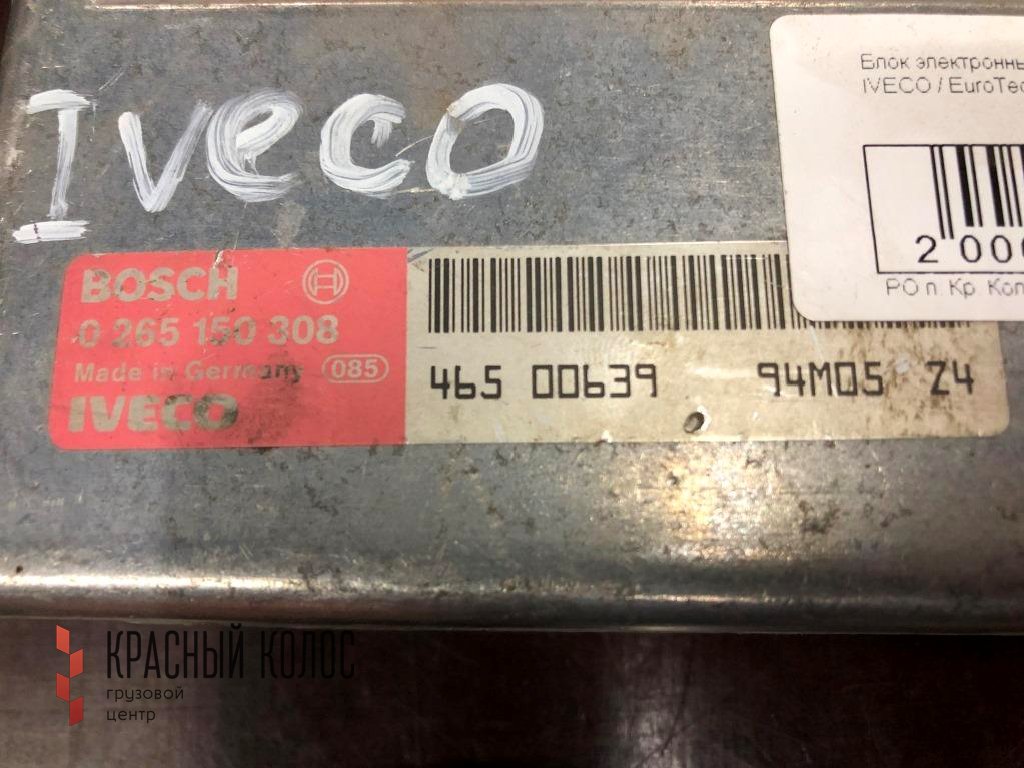 Iveco
Блок электронны
IVECO / EuroTec
2 000
РО п. Кр. Кол
BOSCH
0 265 150 308
Made in Germany 085
IVECO
465 00639 94M05 Z4
КРАСНЫЙ КОЛОС
грузовой
центр